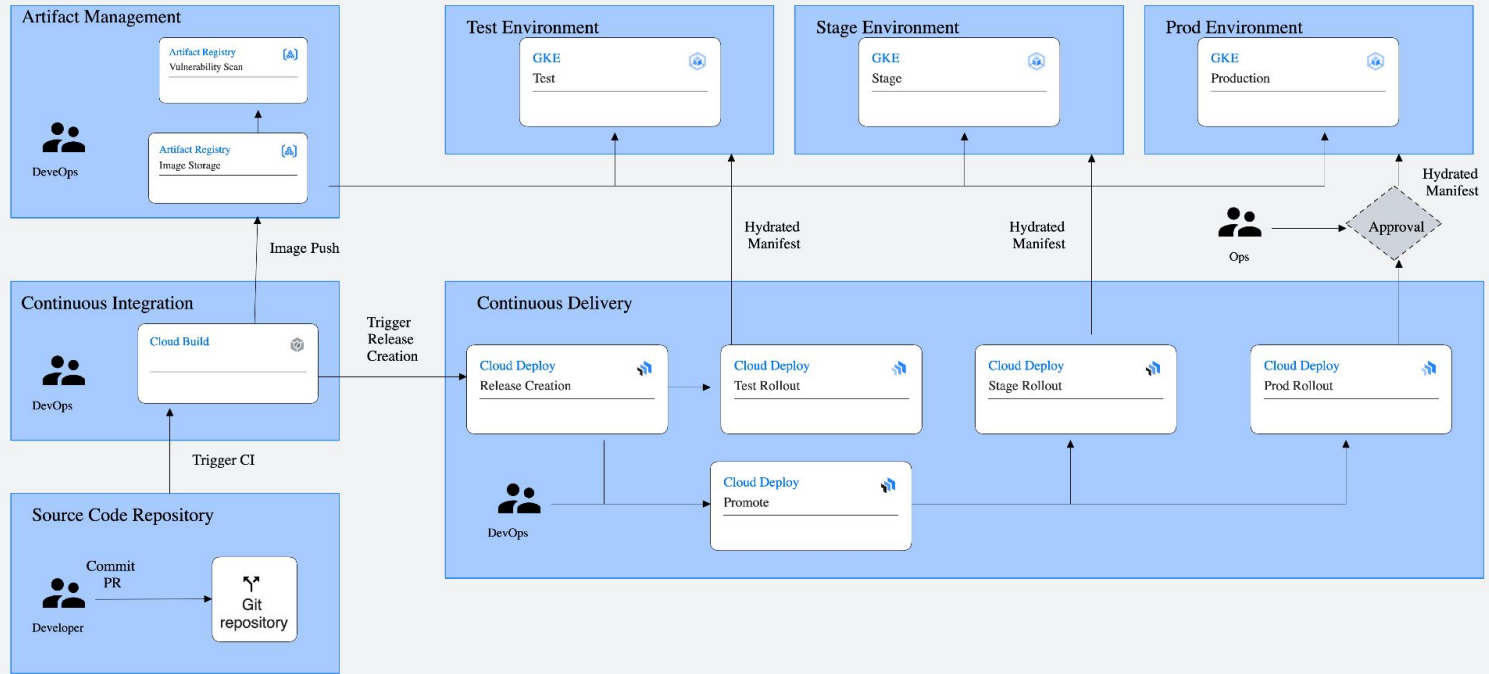 Artifact Management
Artifact Registry
Vulnerability Scan
DeveOps
Artifact Registry
Image Storage
Test Environment
GKE
Test
Stage Environment
GKE
Stage
Prod Environment
GKE
Production
Hydrated
Manifest
Hydrated
Manifest
Hydrated
Manifest
Approval
Ops
Image Push
Continuous Integration
Cloud Build
DevOps
Trigger
Release
Creation
Continuous Delivery
Cloud Deploy
Release Creation
Cloud Deploy
Test Rollout
Cloud Deploy
Stage Rollout
Cloud Deploy
Prod Rollout
Cloud Deploy
Promote
DevOps
Trigger CI
Source Code Repository
Commit
PR
Developer
Git
repository